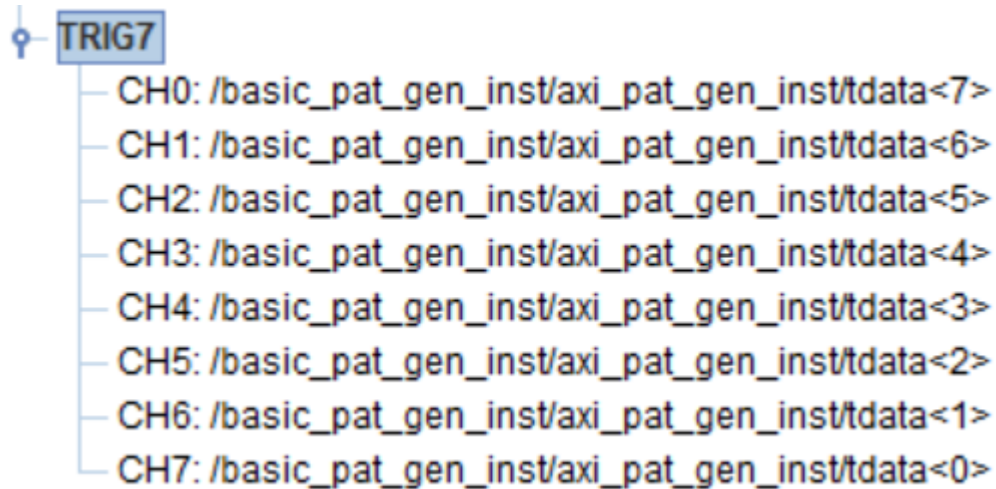 TRIG7
CH0: /basic_pat_gen_inst/axi_pat_gen_inst/tdata<7>
CH1: /basic_pat_gen_inst/axi_pat_gen_inst/tdata<6>
CH2: /basic_pat_gen_inst/axi_pat_gen_inst/tdata<5>
CH3: /basic_pat_gen_inst/axi_pat_gen_inst/tdata<4>
CH4: /basic_pat_gen_inst/axi_pat_gen_inst/tdata<3>
CH5: /basic_pat_gen_inst/axi_pat_gen_inst/tdata<2>
CH6: /basic_pat_gen_inst/axi_pat_gen_inst/tdata<1>
CH7: /basic_pat_gen_inst/axi_pat_gen_inst/tdata<0>